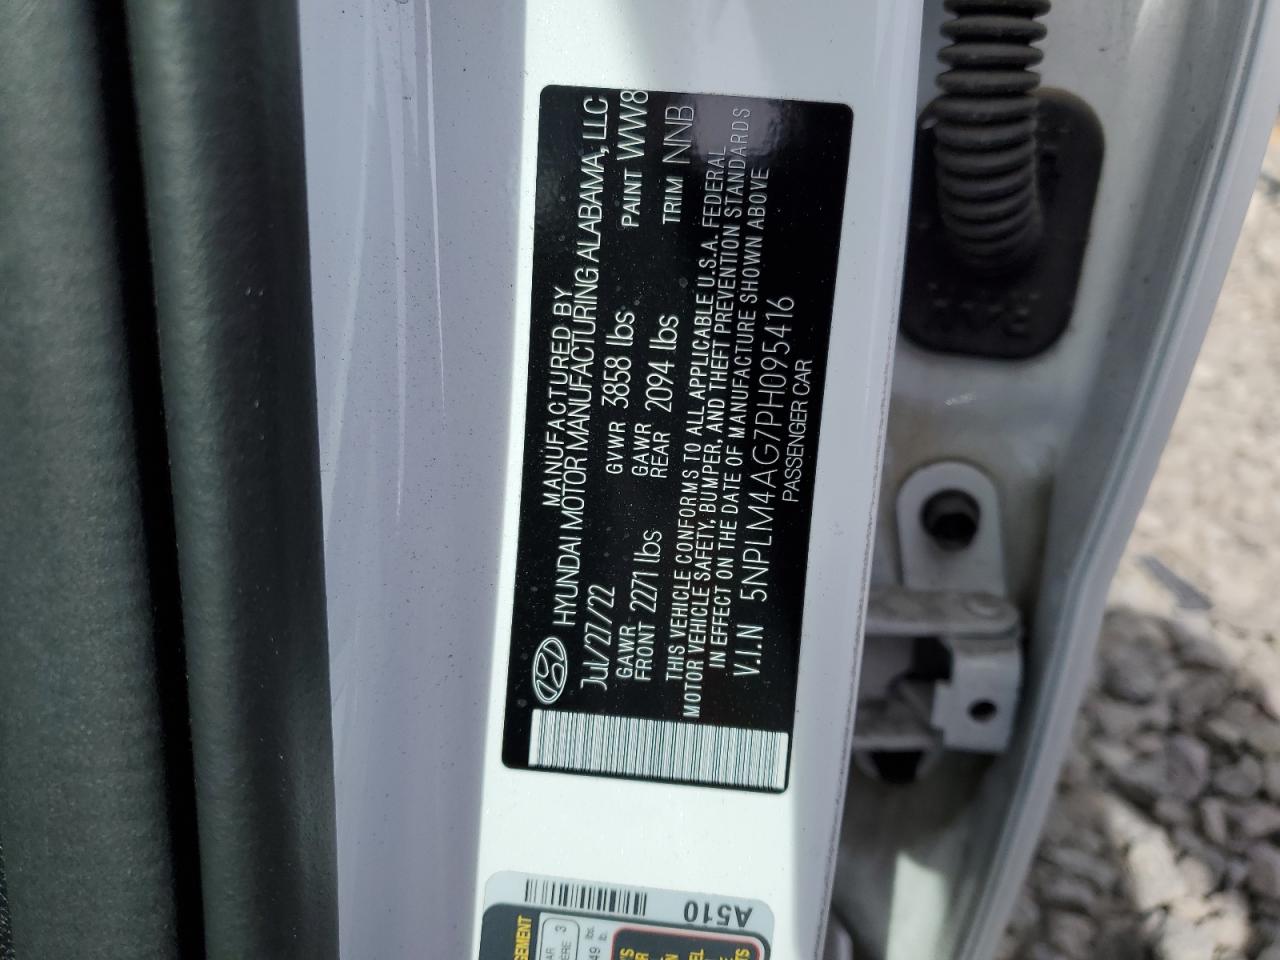 MANUFACTURED BY
HYUNDAI MOTOR MANUFACTURING ALABAMA, LLC
Jul/27/22 PAINT WW8
GVWR 3858 lbs
GAWR FRONT 2271 lbs
GAWR REAR 2094 lbs TRIM NNB
THIS VEHICLE CONFORMS TO ALL APPLICABLE U.S.A. FEDERAL
MOTOR VEHICLE SAFETY, BUMPER, AND THEFT PREVENTION STANDARDS
IN EFFECT ON THE DATE OF MANUFACTURE SHOWN ABOVE
V.I.N 5NPLM4AG7PH095416
PASSENGER CAR
A510
3